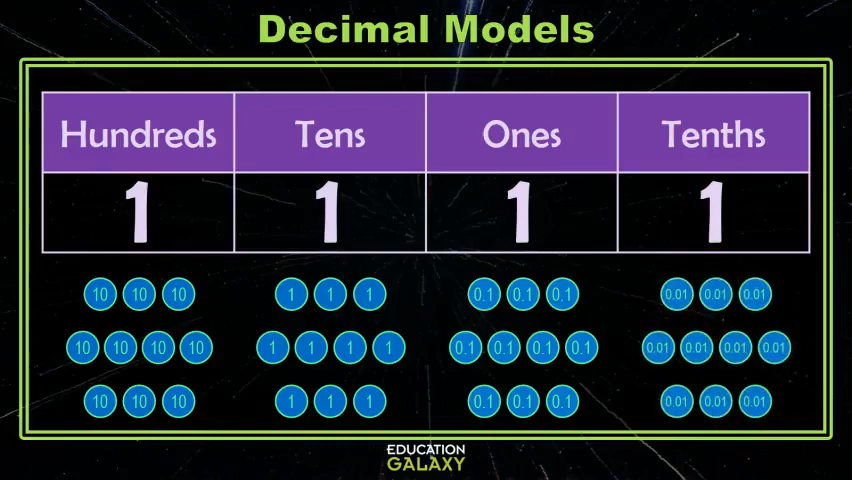 Decimal Models
Hundreds Tens Ones Tenths
1 1 1 1
10 10 10 1 1 1 0.1 0.1 0.1 0.01 0.01 0.01
10 10 10 10 1 1 1 1 0.1 0.1 0.1 0.1 0.01 0.01 0.01 0.01
10 10 10 1 1 1 0.1 0.1 0.1 0.01 0.01 0.01
EDUCATION
GALAXY